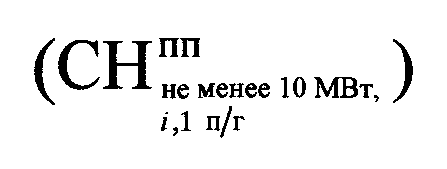 (СН ПП не менее 10 МВт, )
i,1 п/г